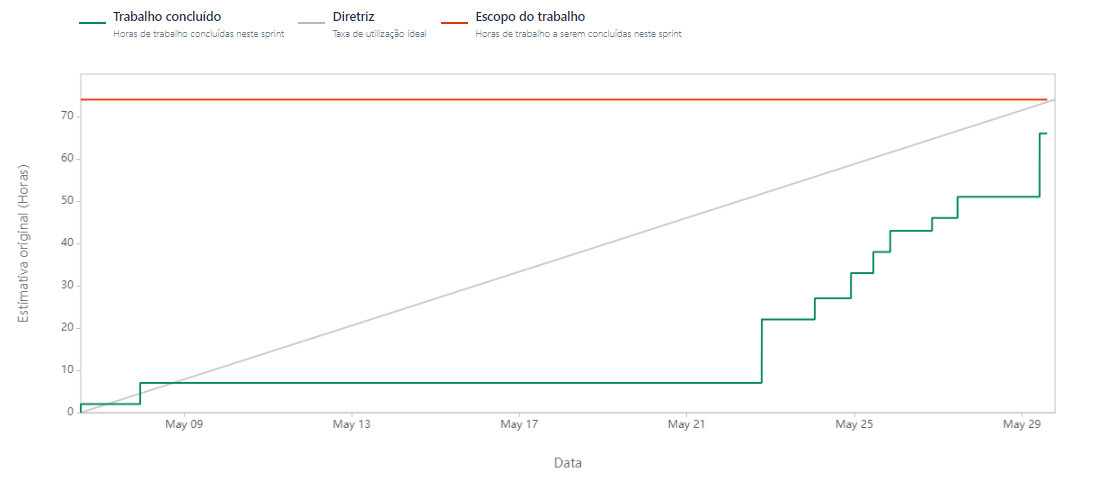 Trabalho concluído
Horas de trabalho concluídas neste sprint
Diretriz
Taxa de utilização ideal
Escopo do trabalho
Horas de trabalho a serem concluídas neste sprint
Estimativa original (Horas)
70
60
50
40
30
20
10
0
May 09
May 13
May 17
May 21
May 25
May 29
Data